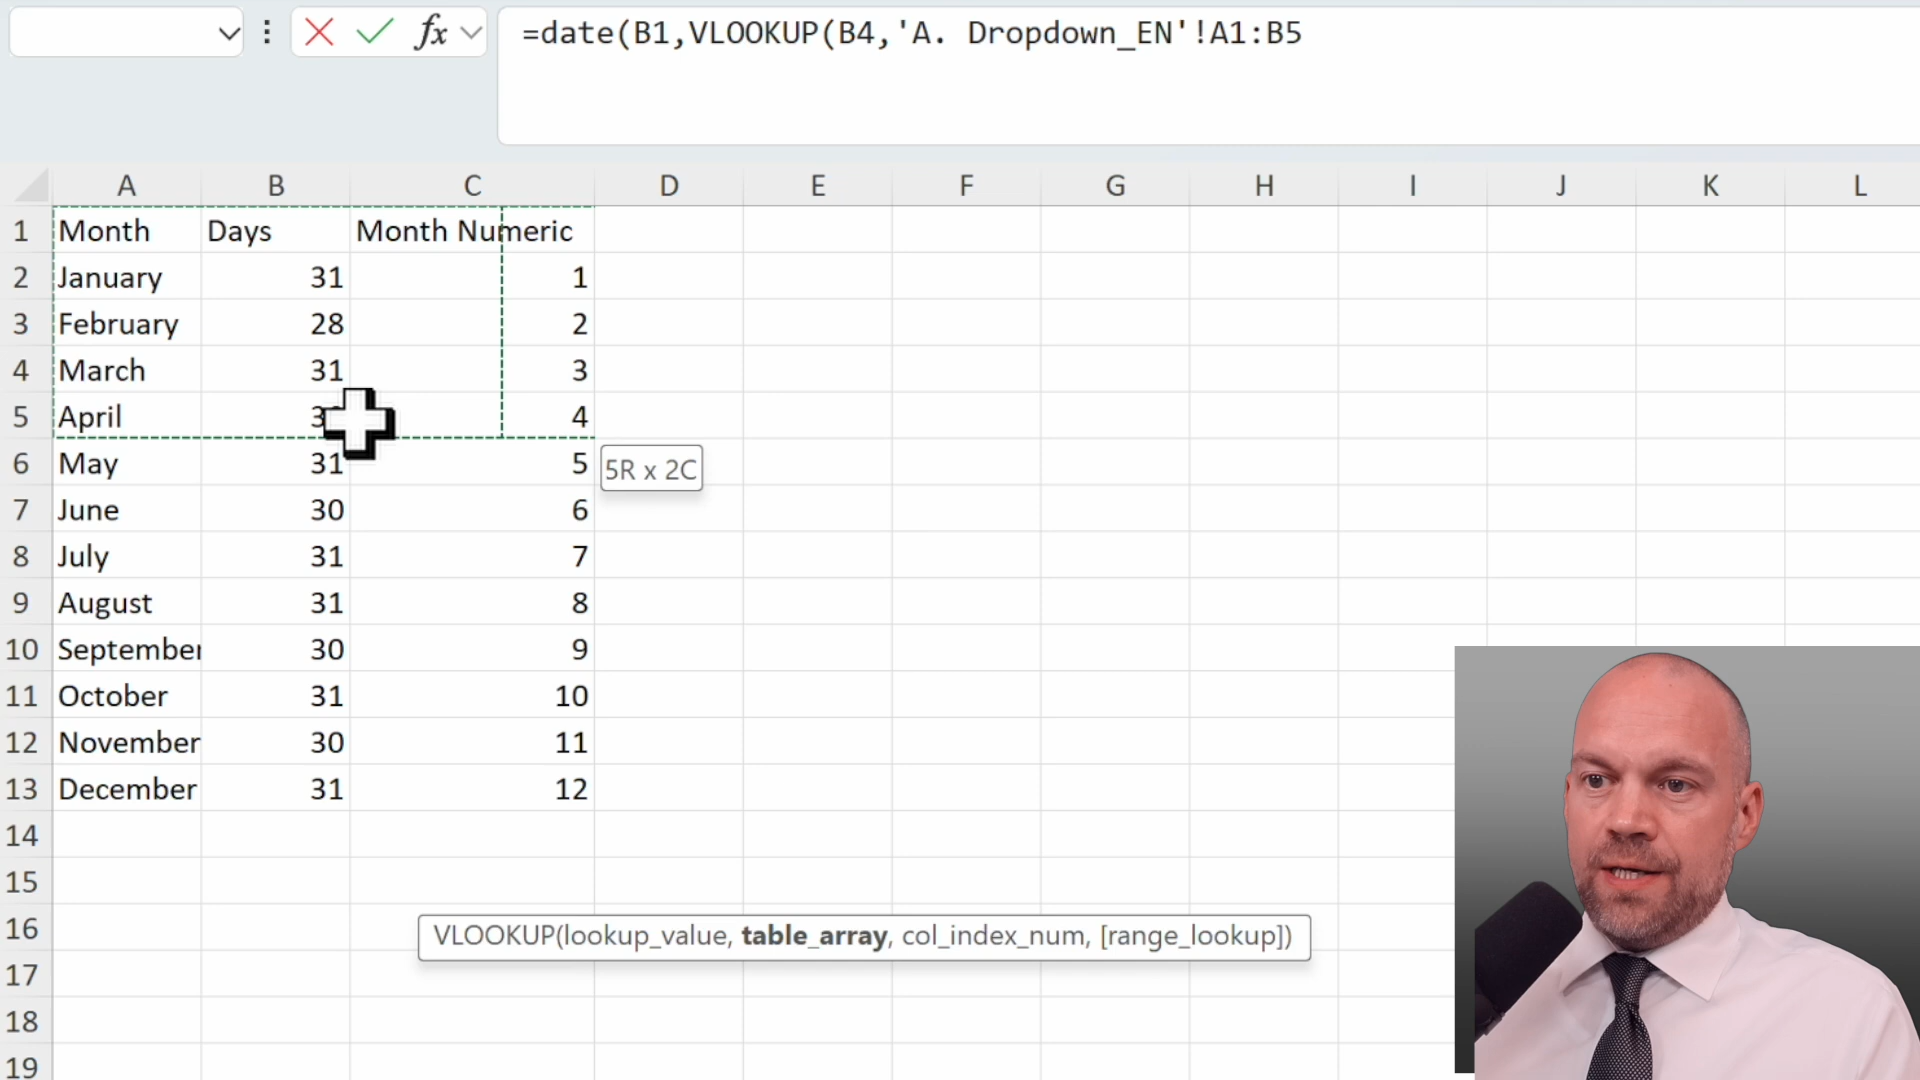 fx
=date(B1,VLOOKUP(B4,'A. Dropdown_EN'!A1:B5
A B C D E F G H I J K L
1 Month Days Month Numeric
2 January 31 1
3 February 28 2
4 March 31 3
5 April 4
6 May 31 5
5R x 2C
7 June 30 6
8 July 31 7
9 August 31 8
10 September 30 9
11 October 31 10
12 November 30 11
13 December 31 12
14
15
16
VLOOKUP(lookup_value, table_array, col_index_num, [range_lookup])
17
18
19